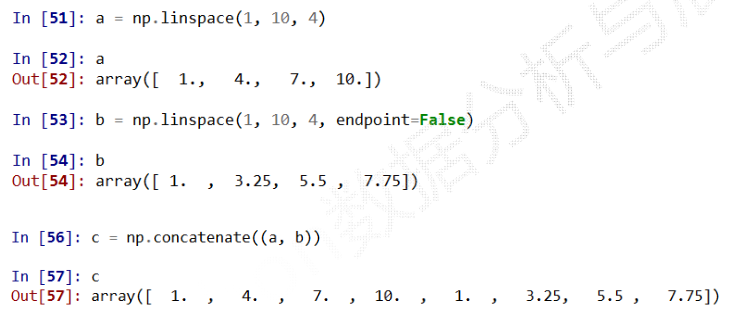 In [51]: a = np.linspace(1, 10, 4)
In [52]: a
Out[52]: array([  1.,   4.,   7.,  10.])
In [53]: b = np.linspace(1, 10, 4, endpoint=False)
In [54]: b
Out[54]: array([ 1.  ,  3.25,  5.5 ,  7.75])
In [56]: c = np.concatenate((a, b))
In [57]: c
Out[57]: array([  1.  ,   4.  ,   7.  ,  10.  ,   1.  ,   3.25,   5.5 ,   7.75])
数据分析与